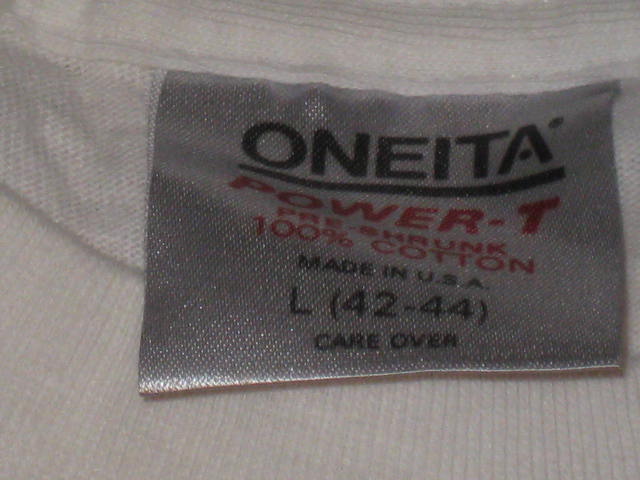 ONEITA
POWER-T
PRE-SHRUNK
100% COTTON
MADE IN U.S.A.
L (42-44)
CARE OVER